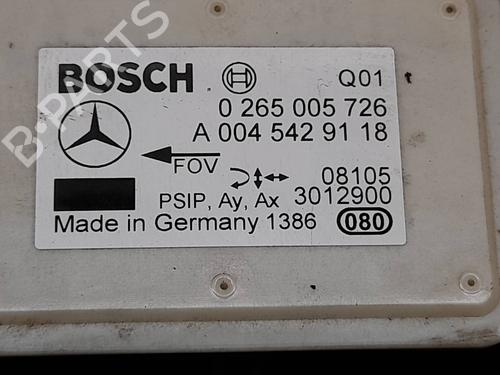 B-PARTS
BOSCH Q01
0 265 005 726
A 004 542 91 18
FOV
08105
PSIP, Ay, Ax 3012900
Made in Germany 1386 080